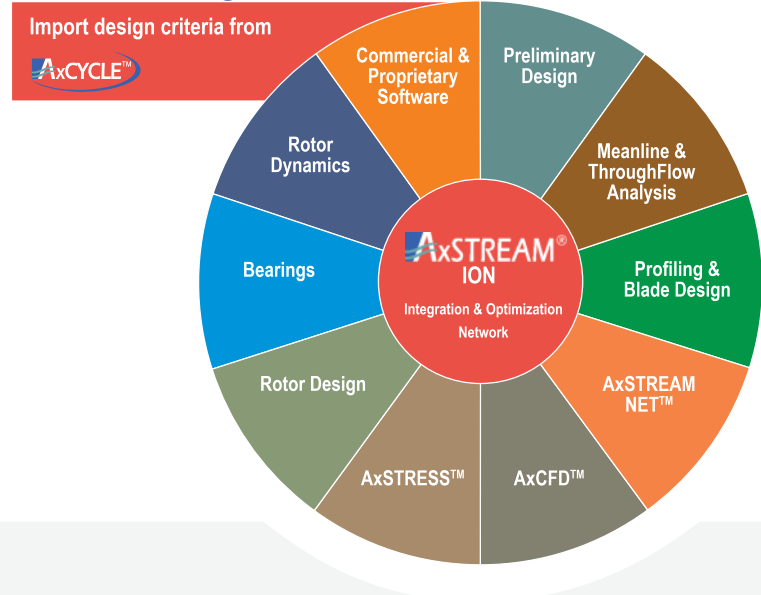 Import design criteria from
AxCYCLE™
Commercial &
Proprietary
Software
Preliminary
Design
Meanline &
ThroughFlow
Analysis
Profiling &
Blade Design
AxSTREAM
NET™
AxCFD™
AxSTRESS™
Rotor Design
Bearings
Rotor
Dynamics
AxSTREAM®
ION
Integration & Optimization
Network